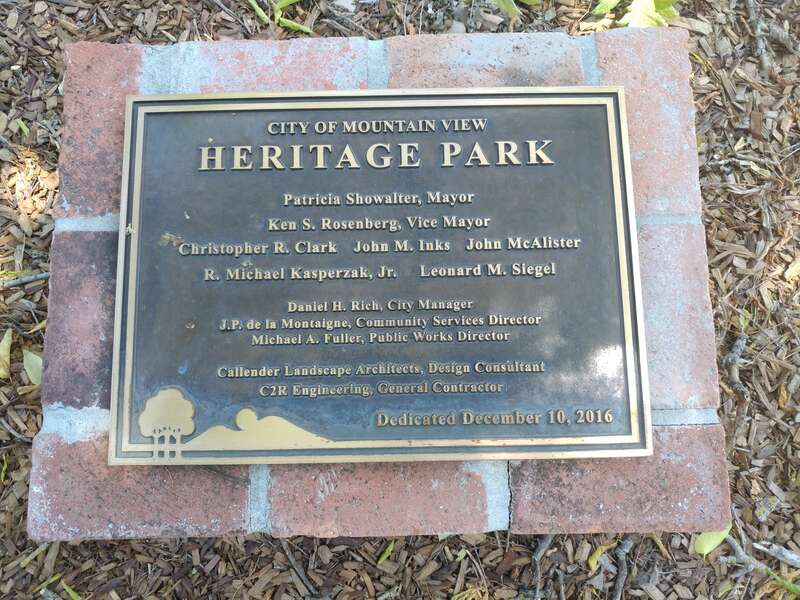 CITY OF MOUNTAIN VIEW
HERITAGE PARK
Patricia Showalter, Mayor
Ken S. Rosenberg, Vice Mayor
Christopher R. Clark John M. Inks John McAlister
R. Michael Kasperzak, Jr. Leonard M. Siegel
Daniel H. Rich, City Manager
J.P. de la Montaigne, Community Services Director
Michael A. Fuller, Public Works Director
Callender Landscape Architects, Design Consultant
C2R Engineering, General Contractor
Dedicated December 10, 2016